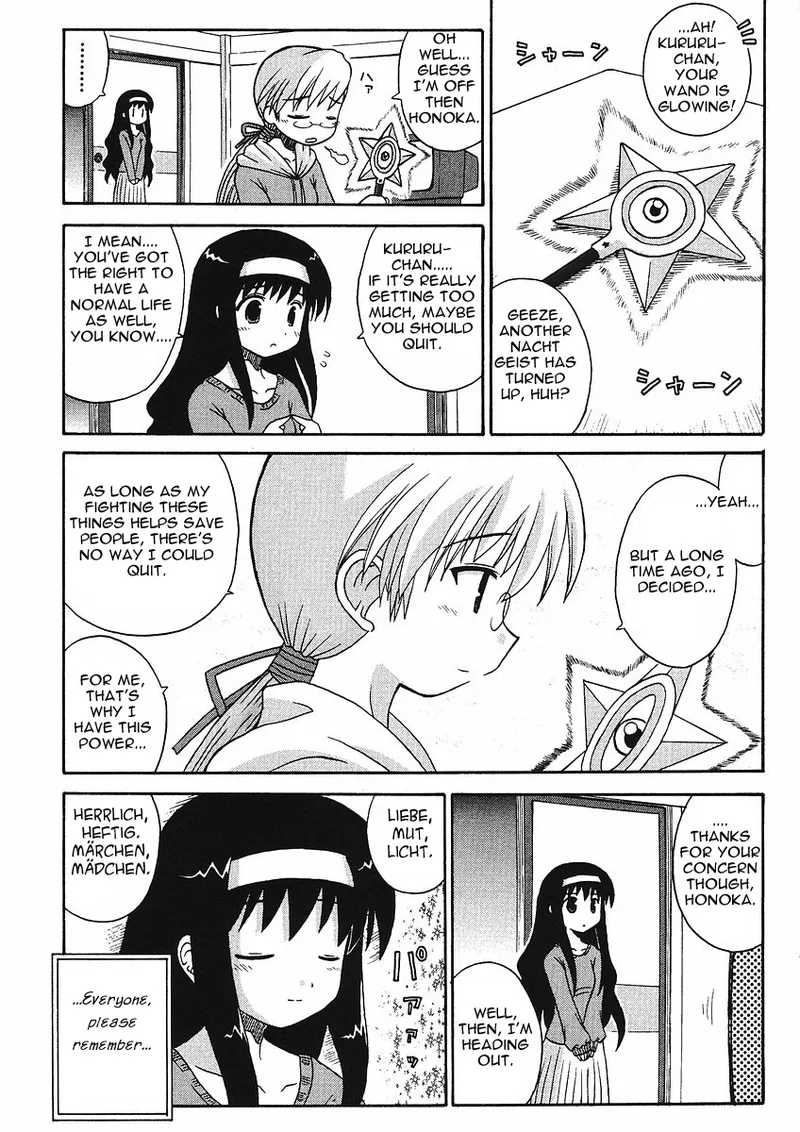 ...AH!
KURURU-
CHAN,
YOUR
WAND IS
GLOWING!
シャーン
GEEZE,
ANOTHER
NACHT
GEIST HAS
TURNED
UP, HUH?
シャーン
OH
WELL...
GUESS
I'M OFF
THEN
HONOKA.
ハァ
........
KURURU-
CHAN.....
IF IT'S REALLY
GETTING TOO
MUCH, MAYBE
YOU SHOULD
QUIT.
I MEAN....
YOU'VE GOT
THE RIGHT TO
HAVE A
NORMAL LIFE
AS WELL,
YOU KNOW....
...YEAH...
BUT A LONG
TIME AGO, I
DECIDED...
AS LONG AS MY
FIGHTING THESE
THINGS HELPS SAVE
PEOPLE, THERE'S
NO WAY I COULD
QUIT.
FOR ME,
THAT'S
WHY I
HAVE THIS
POWER...
....
THANKS
FOR YOUR
CONCERN
THOUGH,
HONOKA.
WELL,
THEN, I'M
HEADING
OUT.
LIEBE,
MUT,
LICHT.
パアァァッ
HERRLICH,
HEFTIG.
MÄRCHEN,
MÄDCHEN.
...Everyone,
please
remember...